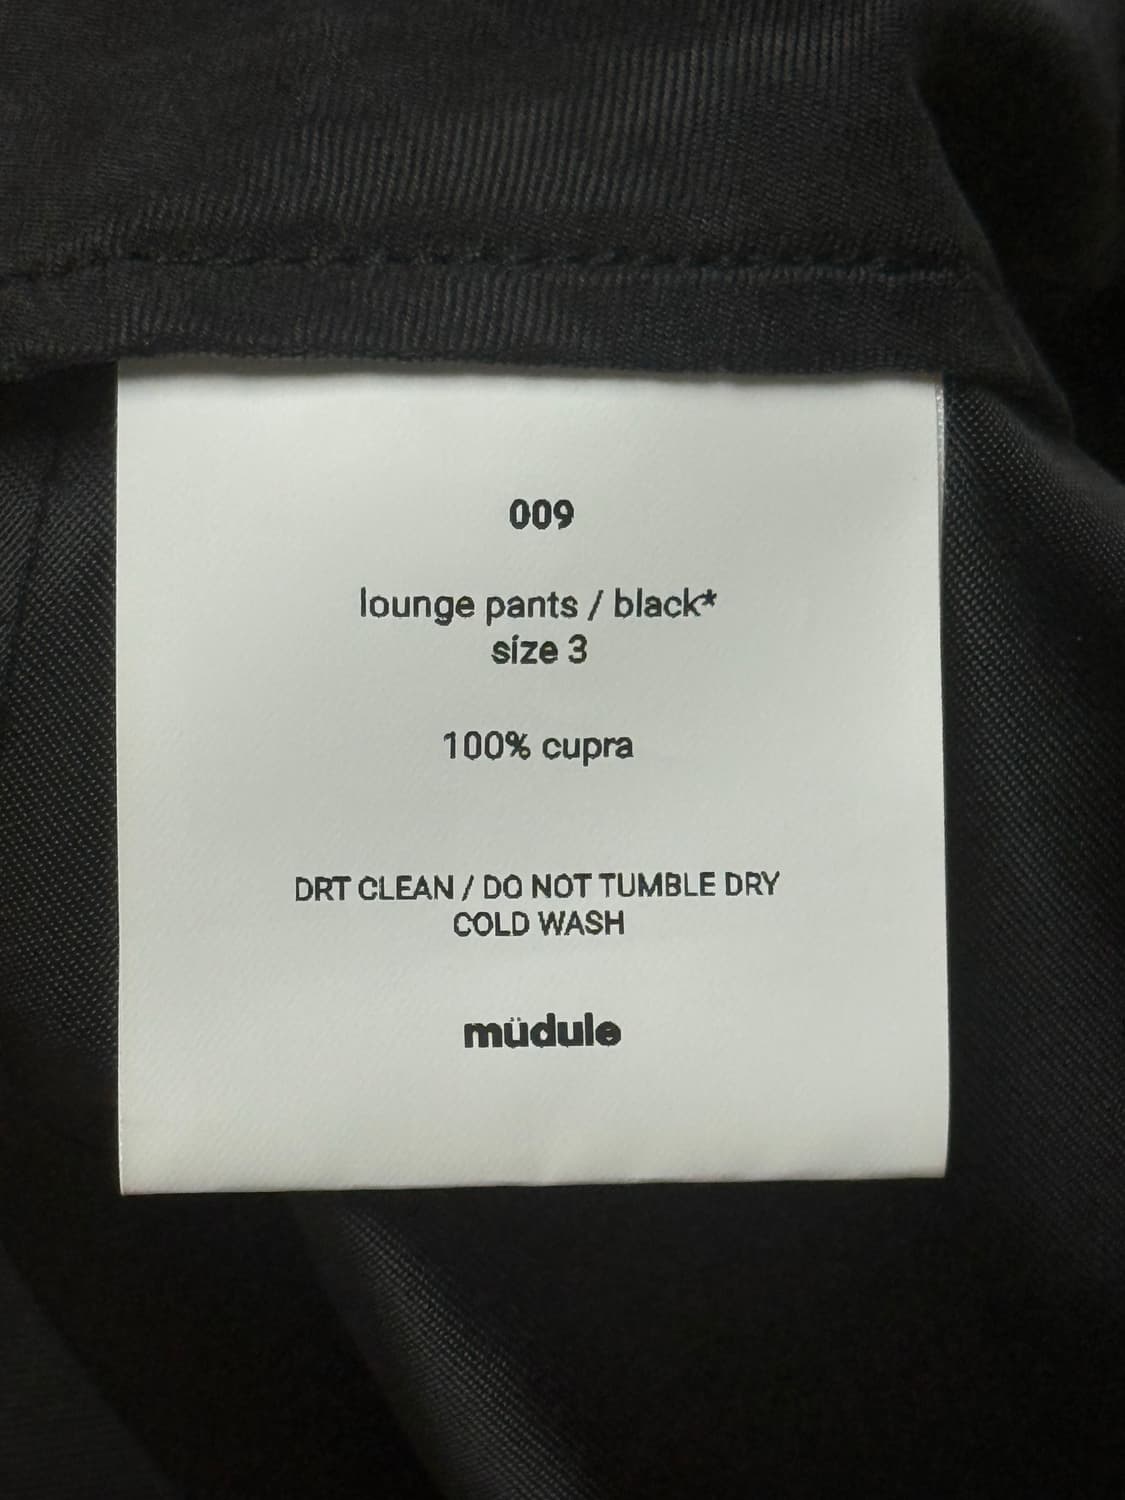 009
lounge pants / black*
size 3
100% cupra
DRT CLEAN / DO NOT TUMBLE DRY
COLD WASH
müdule